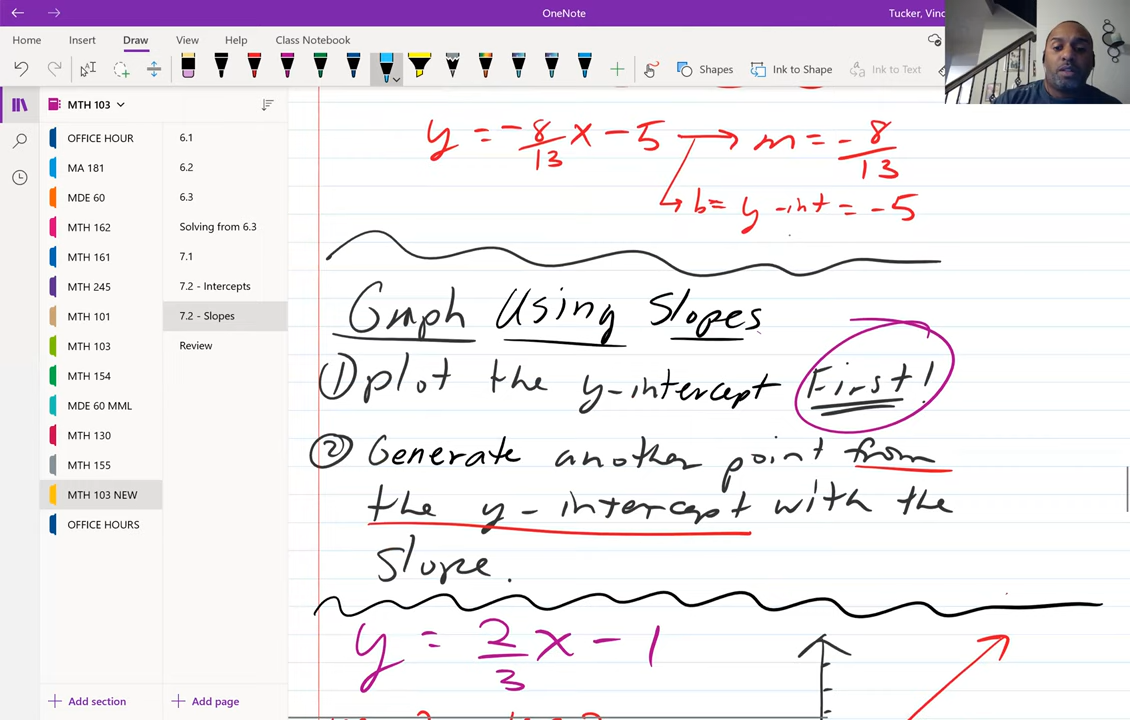 OneNote
Tucker, Vinc
Home Insert Draw View Help Class Notebook
Shapes Ink to Shape Ink to Text
MTH 103
OFFICE HOUR
MA 181
MDE 60
MTH 162
MTH 161
MTH 245
MTH 101
MTH 103
MTH 154
MDE 60 MML
MTH 130
MTH 155
MTH 103 NEW
OFFICE HOURS
Add section
6.1
6.2
6.3
Solving from 6.3
7.1
7.2 - Intercepts
7.2 - Slopes
Review
Add page
y = -8/13 x - 5 → m = -8/13
↳ b = y-int = -5
Graph Using Slopes
① plot the y-intercept First!
② Generate another point from
the y-intercept with the
slope.
y = 2/3 x - 1